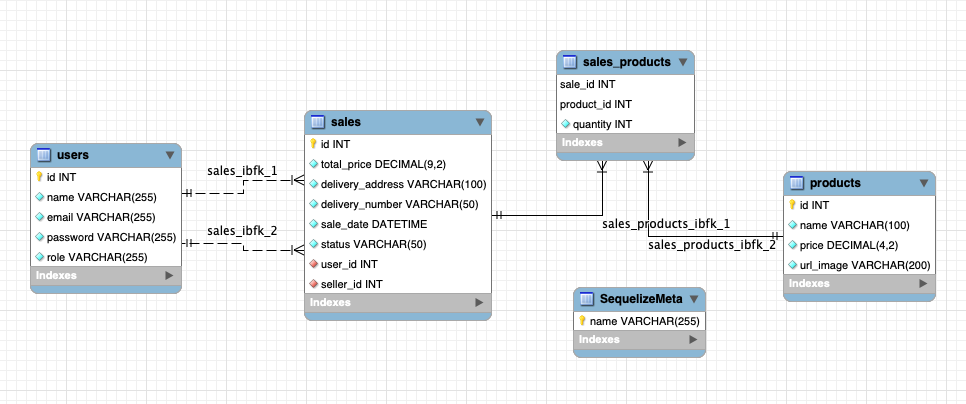 users
id INT
name VARCHAR(255)
email VARCHAR(255)
password VARCHAR(255)
role VARCHAR(255)
Indexes
sales_ibfk_1
sales_ibfk_2
sales
id INT
total_price DECIMAL(9,2)
delivery_address VARCHAR(100)
delivery_number VARCHAR(50)
sale_date DATETIME
status VARCHAR(50)
user_id INT
seller_id INT
Indexes
sales_products
sale_id INT
product_id INT
quantity INT
Indexes
sales_products_ibfk_1
sales_products_ibfk_2
products
id INT
name VARCHAR(100)
price DECIMAL(4,2)
url_image VARCHAR(200)
Indexes
SequelizeMeta
name VARCHAR(255)
Indexes